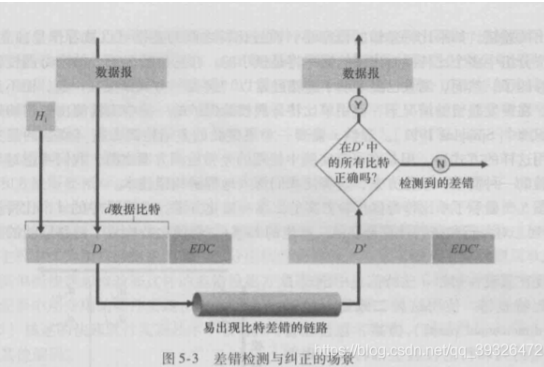 数据报
数据报
Y
Hl
在D'中
的所有比特
正确吗?
N
检测到的差错
d数据比特
D
EDC
D'
EDC'
易出现比特差错的链路
图5-3 差错检测与纠正的场景
https://blog.csdn.net/qq_39326472